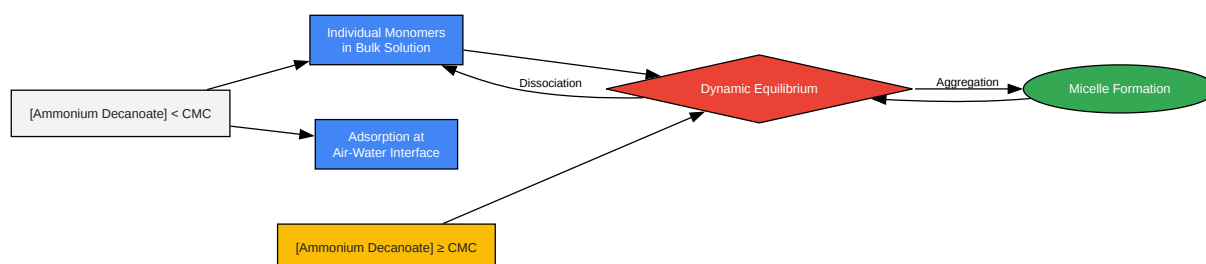 Individual Monomers
in Bulk Solution
Dissociation
Dynamic Equilibrium
Aggregation
Micelle Formation
[Ammonium Decanoate] < CMC
Adsorption at
Air-Water Interface
[Ammonium Decanoate] ≥ CMC